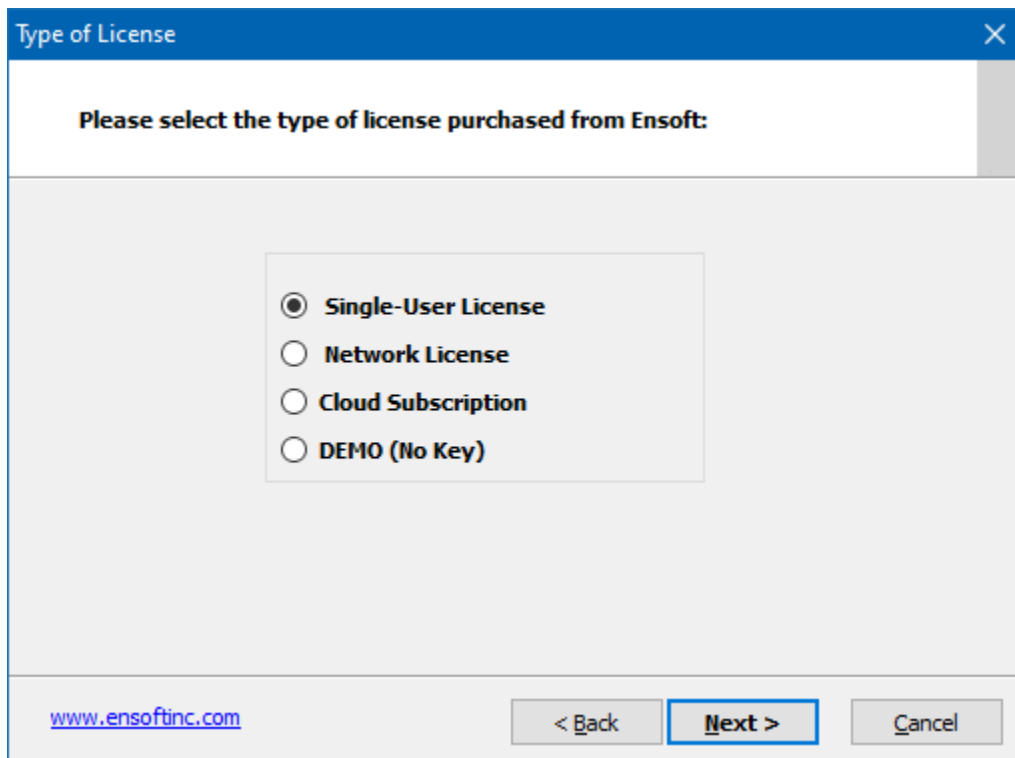 Type of License
Please select the type of license purchased from Ensoft:
Single-User License
Network License
Cloud Subscription
DEMO (No Key)
www.ensoftinc.com
< Back
Next >
Cancel